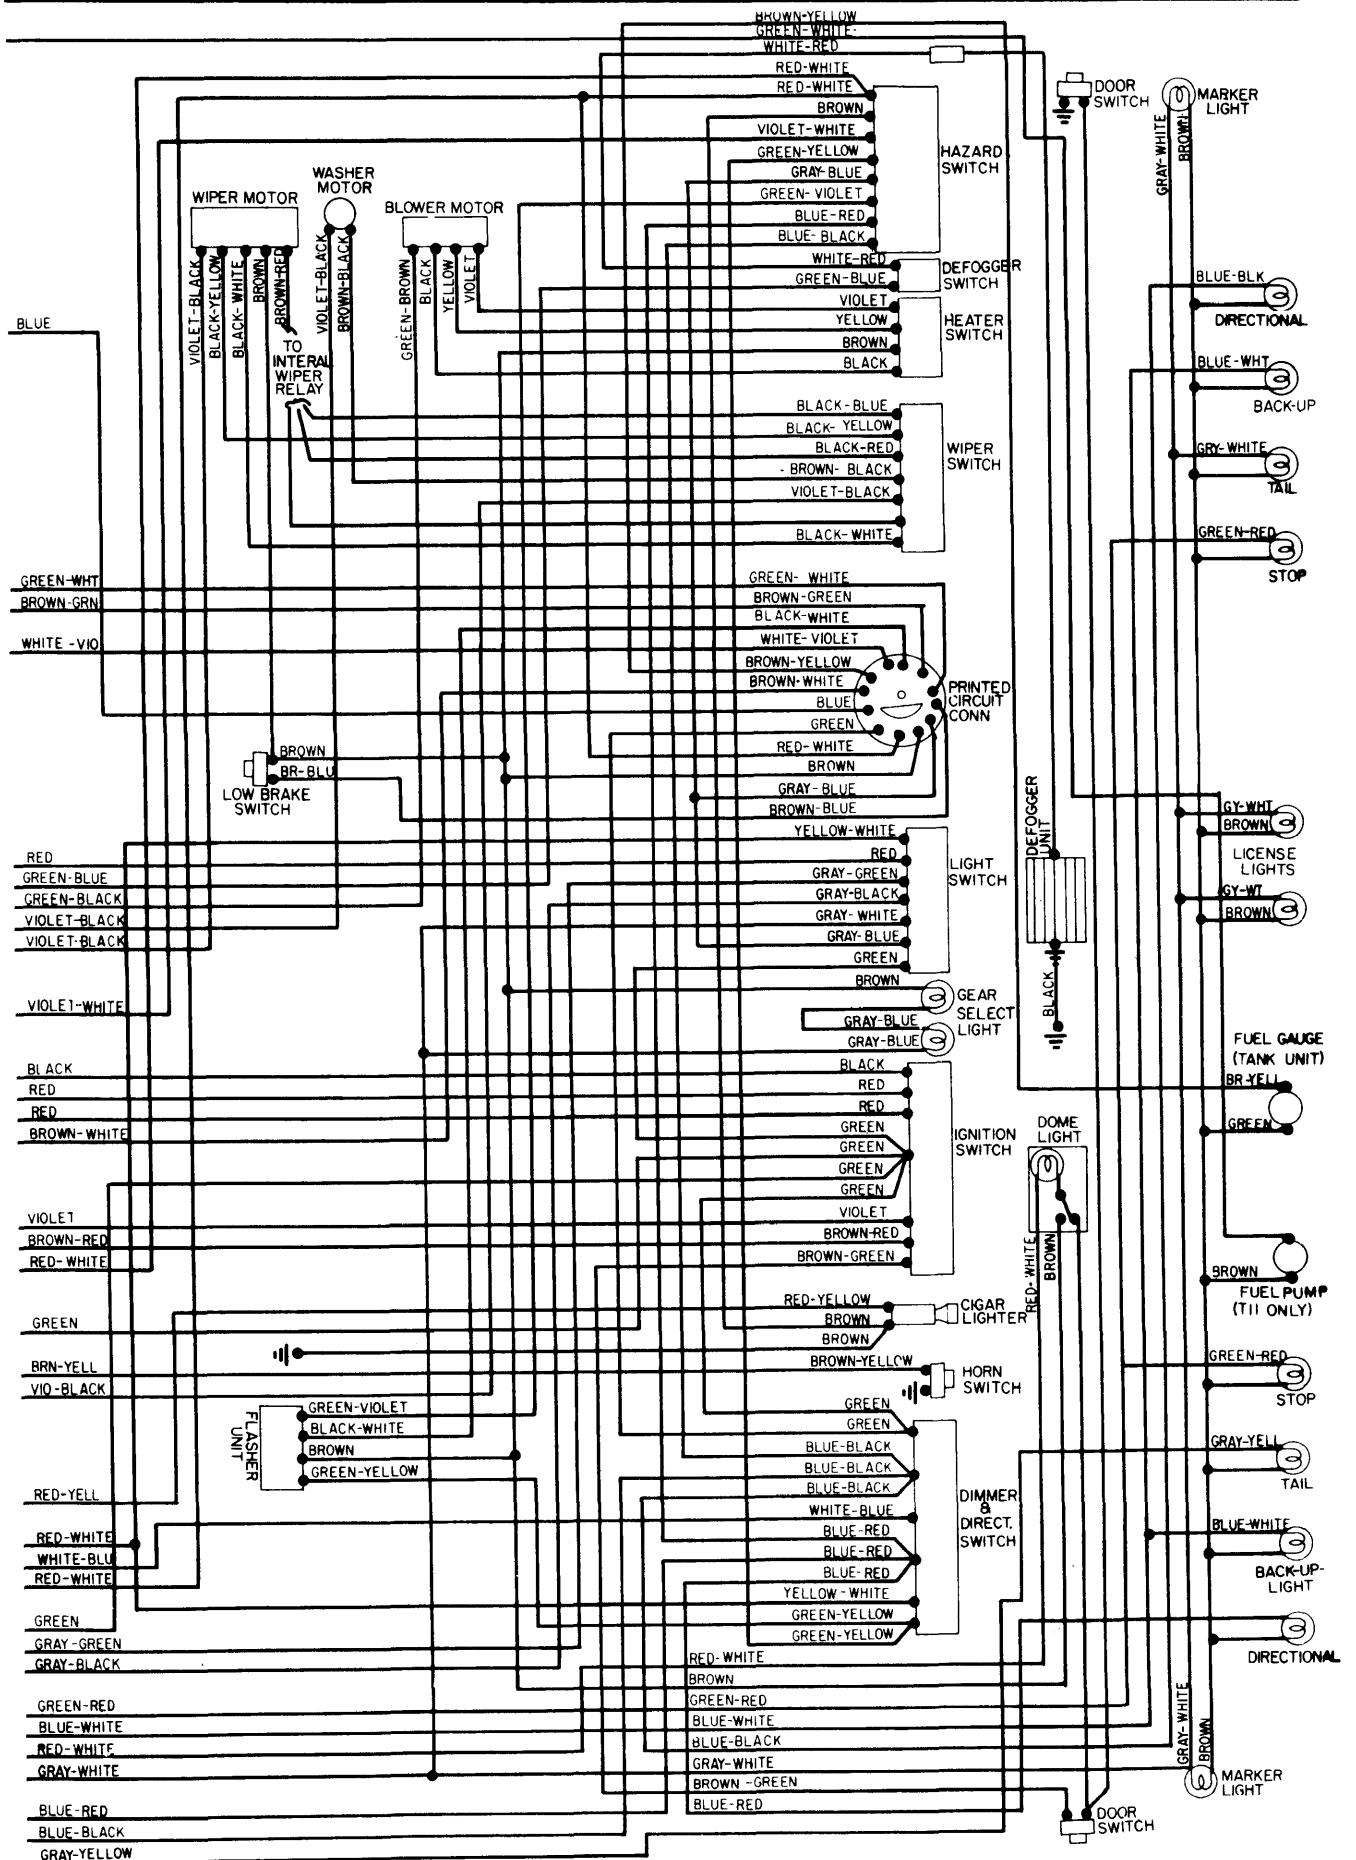 BROWN-YELLOW
GREEN-WHITE
WHITE-RED
RED-WHITE
RED-WHITE
BROWN
VIOLET-WHITE
GREEN-YELLOW
GRAY-BLUE
GREEN-VIOLET
BLUE-RED
BLUE-BLACK
HAZARD
SWITCH
DOOR
SWITCH
MARKER
LIGHT
GRAY-WHITE
BROWN
WIPER MOTOR
WASHER
MOTOR
BLOWER MOTOR
VIOLET-BLACK
BLACK-YELLOW
BLACK-WHITE
BROWN
BROWN-RED
VIOLET-BLACK
BROWN-BLACK
GREEN-BROWN
BLACK
YELLOW
VIOLET
TO
INTERAL
WIPER
RELAY
WHITE-RED
GREEN-BLUE
DEFOGGER
SWITCH
VIOLET
YELLOW
BROWN
BLACK
HEATER
SWITCH
BLUE
BLUE-BLK
DIRECTIONAL
BLUE-WHT
BACK-UP
GRY-WHITE
TAIL
GREEN-RED
STOP
BLACK-BLUE
BLACK-YELLOW
BLACK-RED
BROWN-BLACK
VIOLET-BLACK
BLACK-WHITE
WIPER
SWITCH
GREEN-WHT
BROWN-GRN
WHITE-VIO
GREEN-WHITE
BROWN-GREEN
BLACK-WHITE
WHITE-VIOLET
BROWN-YELLOW
BROWN-WHITE
BLUE
GREEN
RED-WHITE
BROWN
GRAY-BLUE
BROWN-BLUE
PRINTED
CIRCUIT
CONN
BROWN
BR-BLU
LOW BRAKE
SWITCH
YELLOW-WHITE
RED
GRAY-GREEN
GRAY-BLACK
GRAY-WHITE
GRAY-BLUE
GREEN
LIGHT
SWITCH
DEFOGGER
UNIT
BLACK
GY-WHT
BROWN
LICENSE
LIGHTS
GY-WT
BROWN
RED
GREEN-BLUE
GREEN-BLACK
VIOLET-BLACK
VIOLET-BLACK
VIOLET-WHITE
BROWN
GRAY-BLUE
GRAY-BLUE
GEAR
SELECT
LIGHT
FUEL GAUGE
(TANK UNIT)
BR-YELL
GREEN
BLACK
RED
RED
BROWN-WHITE
BLACK
RED
RED
GREEN
GREEN
GREEN
GREEN
VIOLET
BROWN-RED
BROWN-GREEN
IGNITION
SWITCH
DOME
LIGHT
RED-WHITE
BROWN
VIOLET
BROWN-RED
RED-WHITE
BROWN
FUEL PUMP
(T11 ONLY)
RED-YELLOW
BROWN
BROWN
CIGAR
LIGHTER
GREEN
BRN-YELL
VIO-BLACK
BROWN-YELLOW
HORN
SWITCH
GREEN-RED
STOP
GRAY-YELL
TAIL
BLUE-WHITE
BACK-UP-
LIGHT
DIRECTIONAL
FLASHER
UNIT
GREEN-VIOLET
BLACK-WHITE
BROWN
GREEN-YELLOW
GREEN
GREEN
BLUE-BLACK
BLUE-BLACK
BLUE-BLACK
WHITE-BLUE
BLUE-RED
BLUE-RED
BLUE-RED
YELLOW-WHITE
GREEN-YELLOW
GREEN-YELLOW
DIMMER
&
DIRECT.
SWITCH
RED-YELL
RED-WHITE
WHITE-BLU
RED-WHITE
GREEN
GRAY-GREEN
GRAY-BLACK
GREEN-RED
BLUE-WHITE
RED-WHITE
GRAY-WHITE
BLUE-RED
BLUE-BLACK
GRAY-YELLOW
RED-WHITE
BROWN
GREEN-RED
BLUE-WHITE
BLUE-BLACK
GRAY-WHITE
BROWN-GREEN
BLUE-RED
GRAY-WHITE
BROWN
MARKER
LIGHT
DOOR
SWITCH